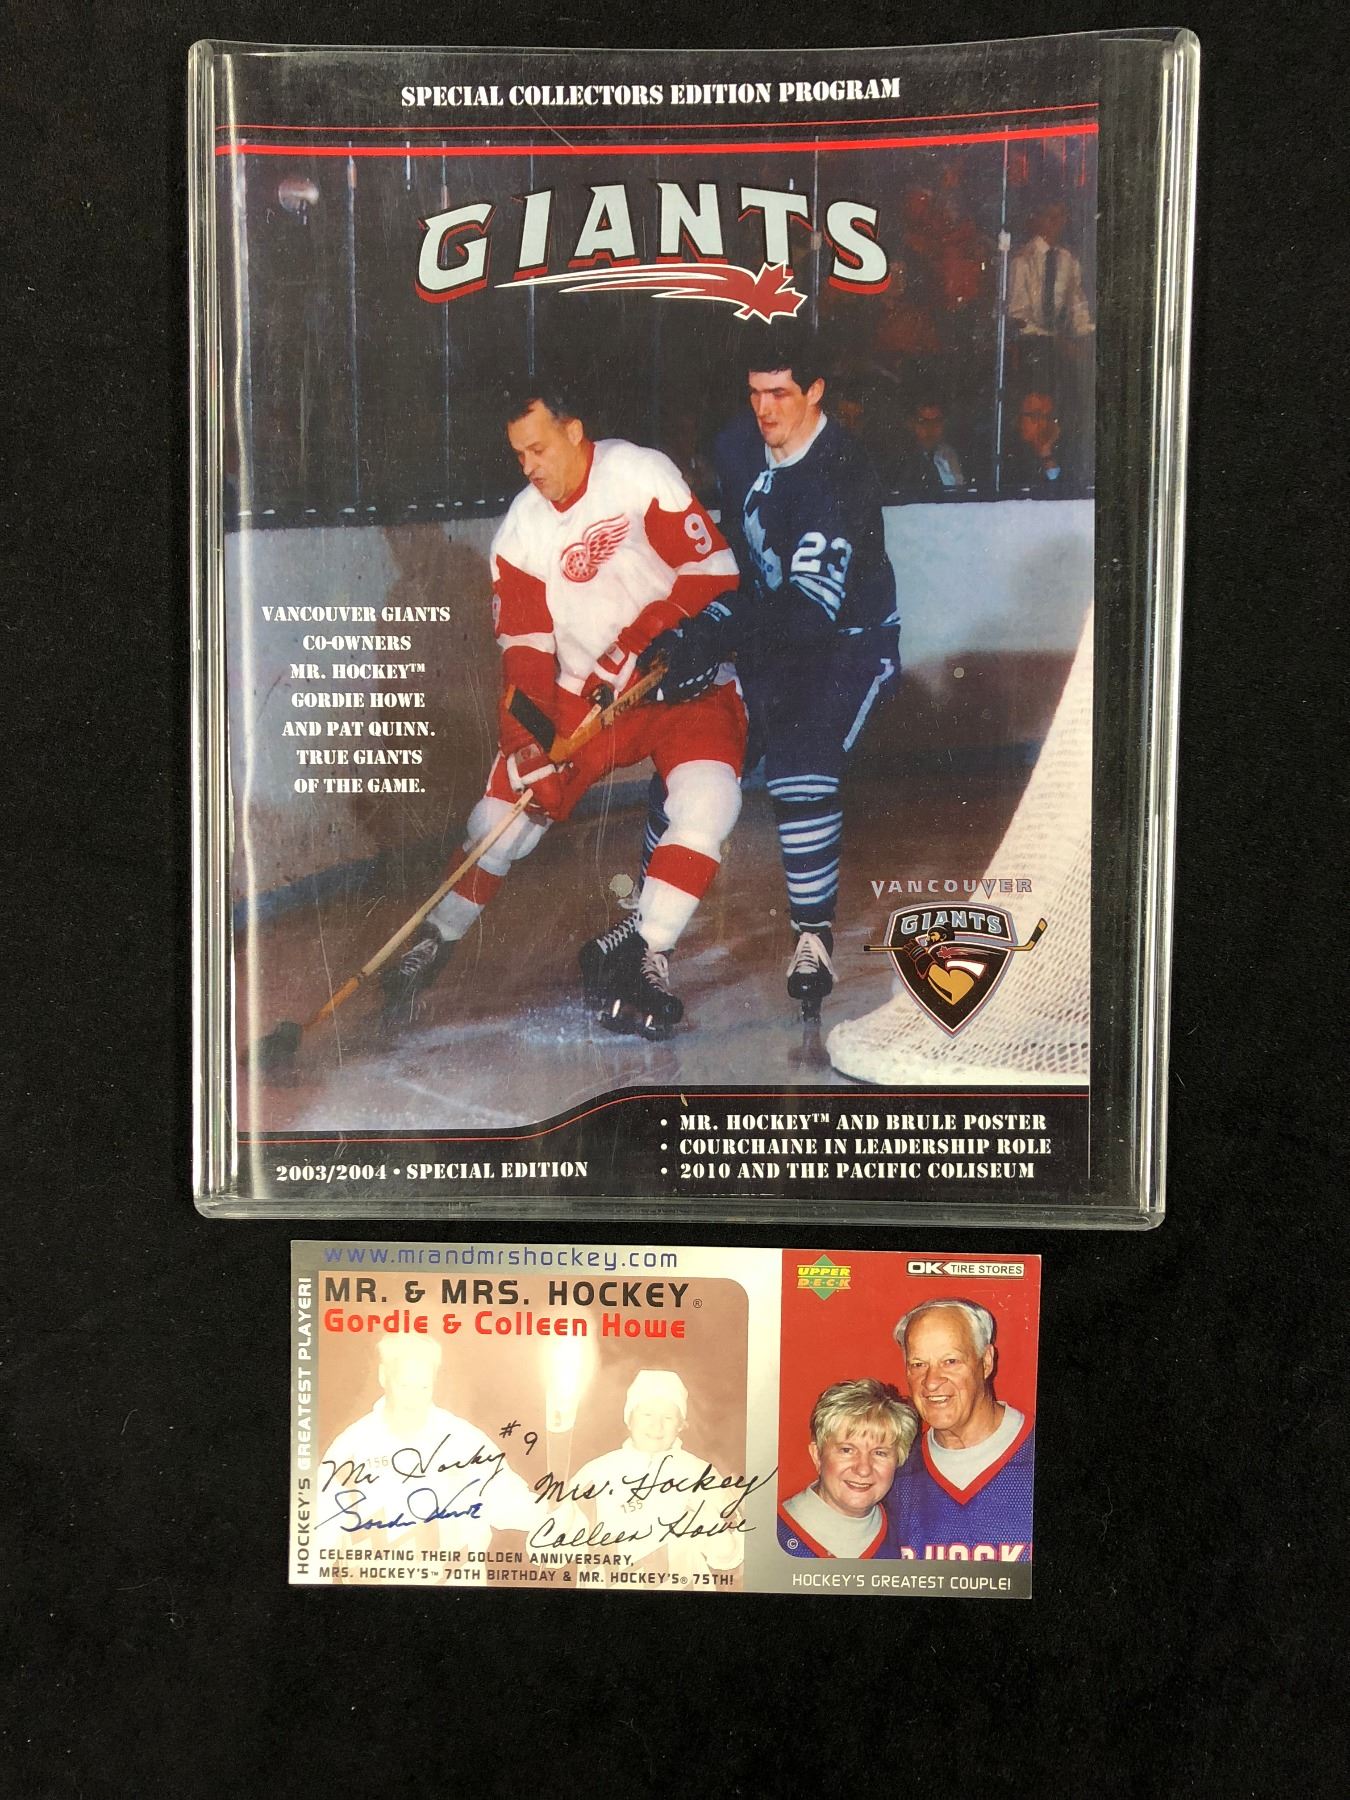 SPECIAL COLLECTORS EDITION PROGRAM
GIANTS
9
23
VANCOUVER GIANTS
CO-OWNERS
MR. HOCKEY™
GORDIE HOWE
AND PAT QUINN.
TRUE GIANTS
OF THE GAME.
VANCOUVER
GIANTS
• MR. HOCKEY™ AND BRULE POSTER
• COURCHAINE IN LEADERSHIP ROLE
• 2010 AND THE PACIFIC COLISEUM
2003/2004 • SPECIAL EDITION
www.mrandmrshockey.com
MR. & MRS. HOCKEY®
Gordie & Colleen Howe
HOCKEY'S GREATEST PLAYER!
Mr Hockey #9
Gordie Howe
Mrs. Hockey
Colleen Howe
156
155
CELEBRATING THEIR GOLDEN ANNIVERSARY,
MRS. HOCKEY'S™ 70TH BIRTHDAY & MR. HOCKEY'S® 75TH!
UPPER
D•E•C•K
OK TIRE STORES
©
HOCKEY'S GREATEST COUPLE!